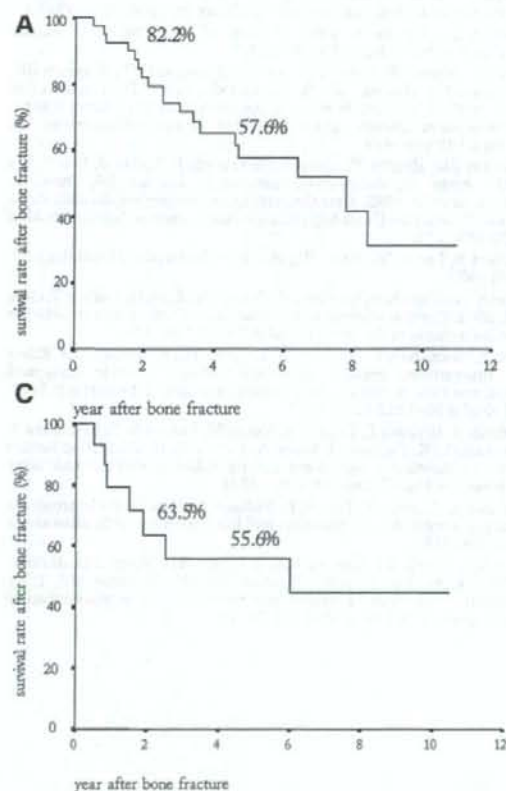 A
survival rate after bone fracture (%)
100
80
60
40
20
0
82.2%
57.6%
0 2 4 6 8 10 12
year after bone fracture
C
survival rate after bone fracture (%)
100
80
60
40
20
0
63.5%
55.6%
0 2 4 6 8 10 12
year after bone fracture